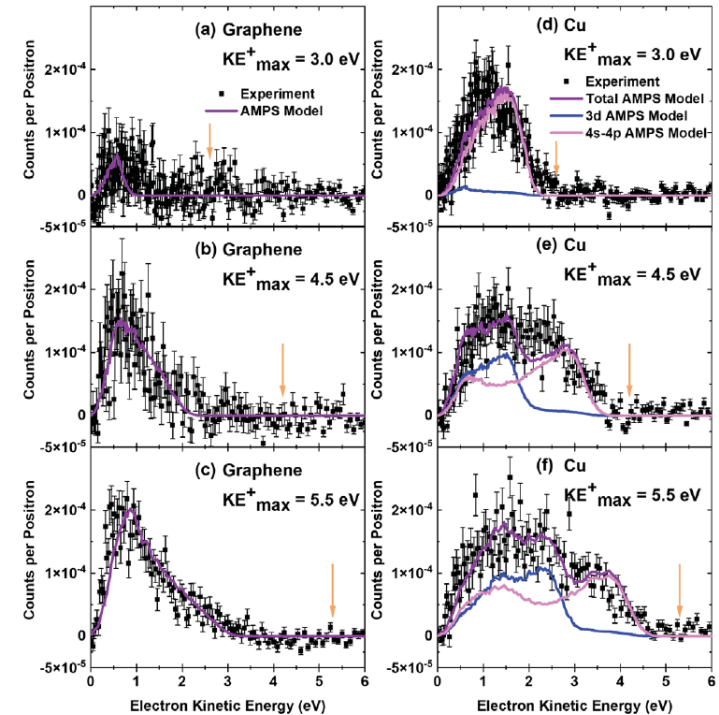 (a) Graphene
KE⁺max = 3.0 eV
Experiment
AMPS Model
Counts per Positron
2×10⁻⁴
1×10⁻⁴
0
-5×10⁻⁵
(b) Graphene
KE⁺max = 4.5 eV
Counts per Positron
2×10⁻⁴
1×10⁻⁴
0
-5×10⁻⁵
(c) Graphene
KE⁺max = 5.5 eV
Counts per Positron
2×10⁻⁴
1×10⁻⁴
0
-5×10⁻⁵
0 1 2 3 4 5 6
Electron Kinetic Energy (eV)
(d) Cu
KE⁺max = 3.0 eV
Experiment
Total AMPS Model
3d AMPS Model
4s-4p AMPS Model
Counts per Positron
2×10⁻⁴
1×10⁻⁴
0
-5×10⁻⁵
(e) Cu
KE⁺max = 4.5 eV
Counts per Positron
2×10⁻⁴
1×10⁻⁴
0
-5×10⁻⁵
(f) Cu
KE⁺max = 5.5 eV
Counts per Positron
2×10⁻⁴
1×10⁻⁴
0
-5×10⁻⁵
0 1 2 3 4 5 6
Electron Kinetic Energy (eV)